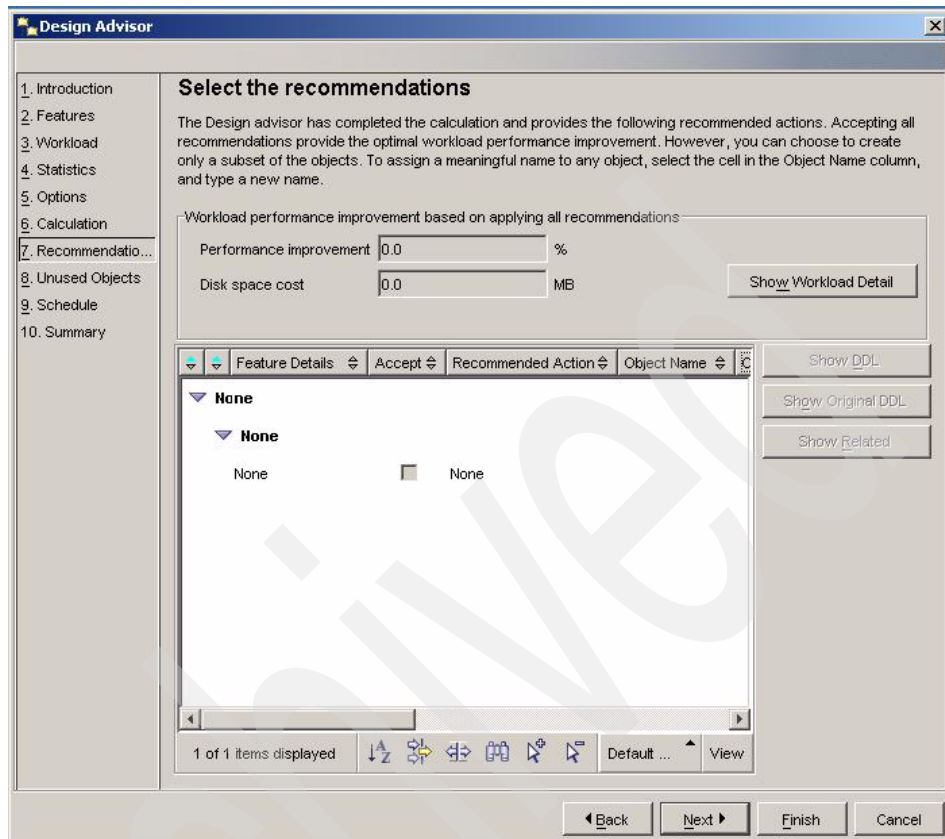 Design Advisor
1. Introduction
2. Features
3. Workload
4. Statistics
5. Options
6. Calculation
7. Recommendatio...
8. Unused Objects
9. Schedule
10. Summary
Select the recommendations
The Design advisor has completed the calculation and provides the following recommended actions. Accepting all
recommendations provide the optimal workload performance improvement. However, you can choose to create
only a subset of the objects. To assign a meaningful name to any object, select the cell in the Object Name column,
and type a new name.
Workload performance improvement based on applying all recommendations
Performance improvement 0.0 %
Disk space cost 0.0 MB
Show Workload Detail
Feature Details Accept Recommended Action Object Name C
Show DDL
Show Original DDL
Show Related
None
None
None None
1 of 1 items displayed
Default ...
View
Back Next Finish Cancel